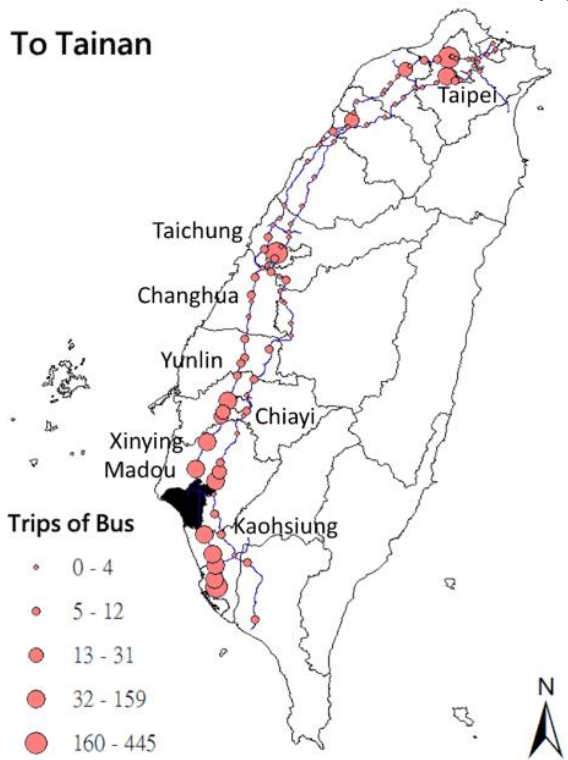 To Tainan
Taipei
Taichung
Changhua
Yunlin
Chiayi
Xinying
Madou
Kaohsiung
Trips of Bus
0 - 4
5 - 12
13 - 31
32 - 159
160 - 445
N